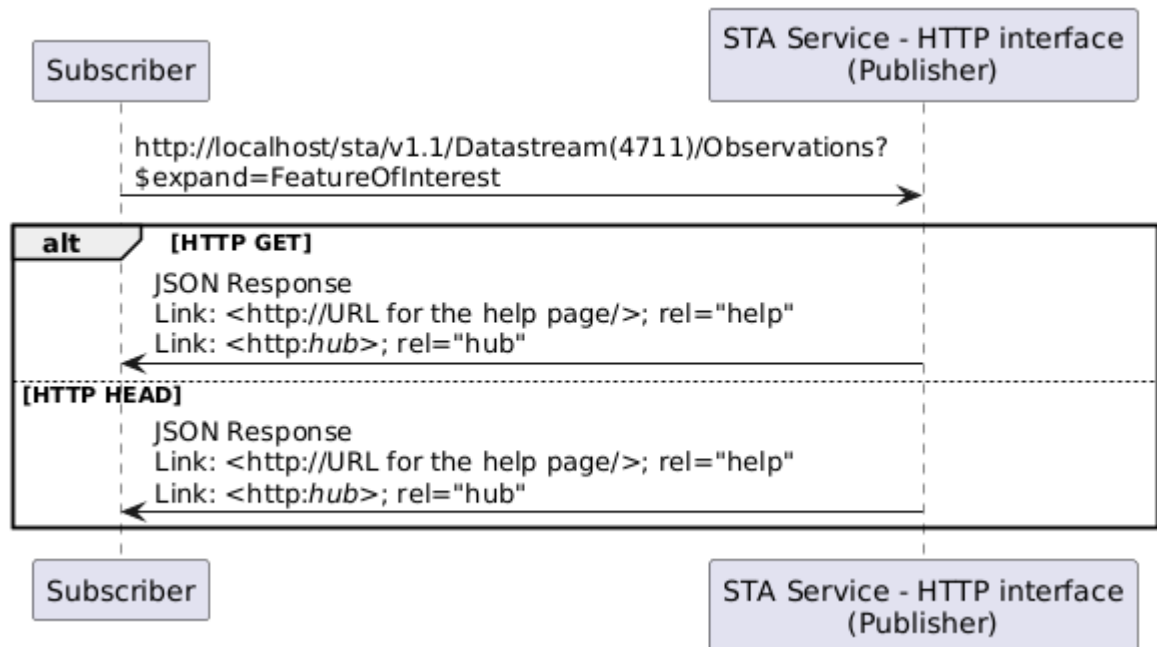 Subscriber
STA Service - HTTP interface
(Publisher)
http://localhost/sta/v1.1/Datastream(4711)/Observations?
$expand=FeatureOfInterest
alt
[HTTP GET]
JSON Response
Link: <http://URL for the help page/>; rel="help"
Link: <http:hub>; rel="hub"
[HTTP HEAD]
JSON Response
Link: <http://URL for the help page/>; rel="help"
Link: <http:hub>; rel="hub"
Subscriber
STA Service - HTTP interface
(Publisher)